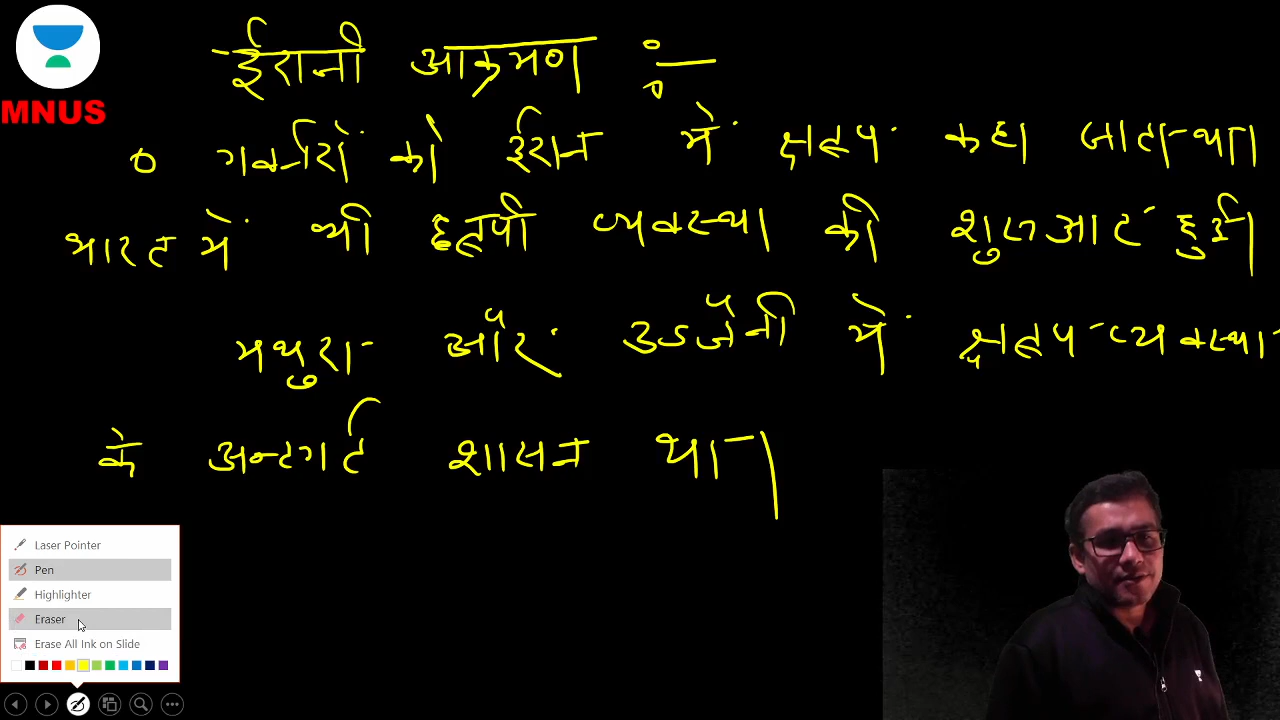 MNUS
ईरानी आक्रमण :-
० गवर्नरों को ईरान में क्षत्रप कहा जाता था।
भारत में भी क्षत्रपी व्यवस्था की शुरुआत हुई।
मथुरा और उज्जैनी में क्षत्रप व्यवस्था
के अन्तर्गत शासन था।
Laser Pointer
Pen
Highlighter
Eraser
Erase All Ink on Slide